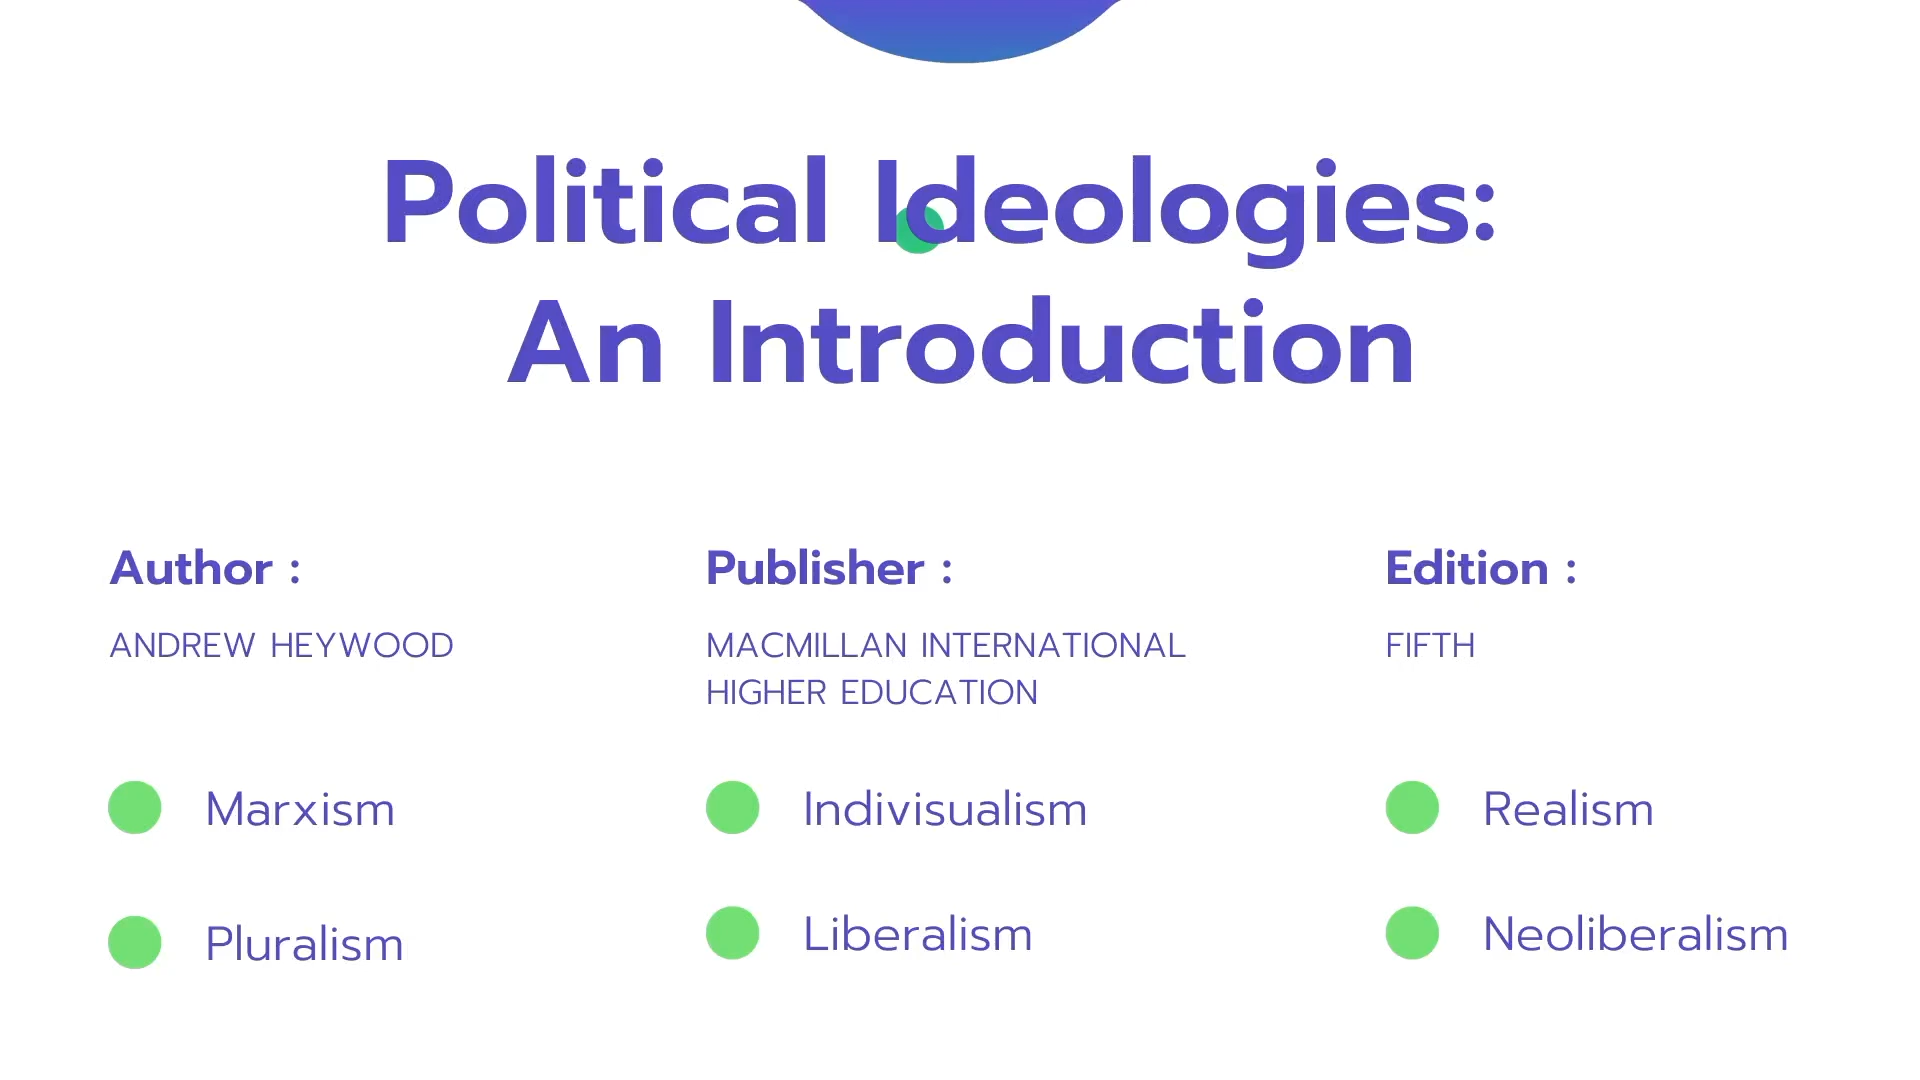 Political Ideologies:
An Introduction
Author :
ANDREW HEYWOOD
Publisher :
MACMILLAN INTERNATIONAL
HIGHER EDUCATION
Edition :
FIFTH
Marxism
Indivisualism
Realism
Pluralism
Liberalism
Neoliberalism